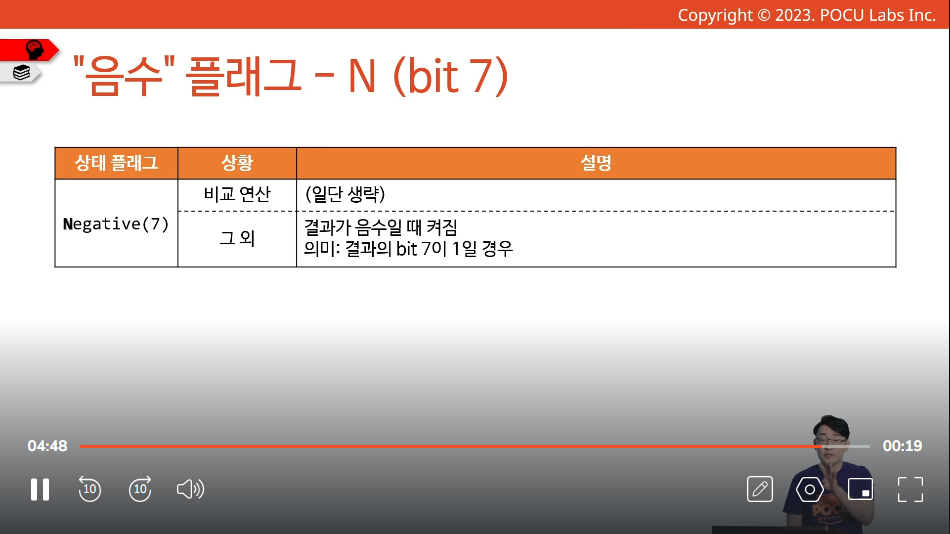 Copyright © 2023. POCU Labs Inc.
"음수" 플래그 – N (bit 7)
상태 플래그 상황 설명
Negative(7)
비교 연산 (일단 생략)
그 외
결과가 음수일 때 켜짐
의미: 결과의 bit 7이 1일 경우
04:48
00:19
10
10
POC